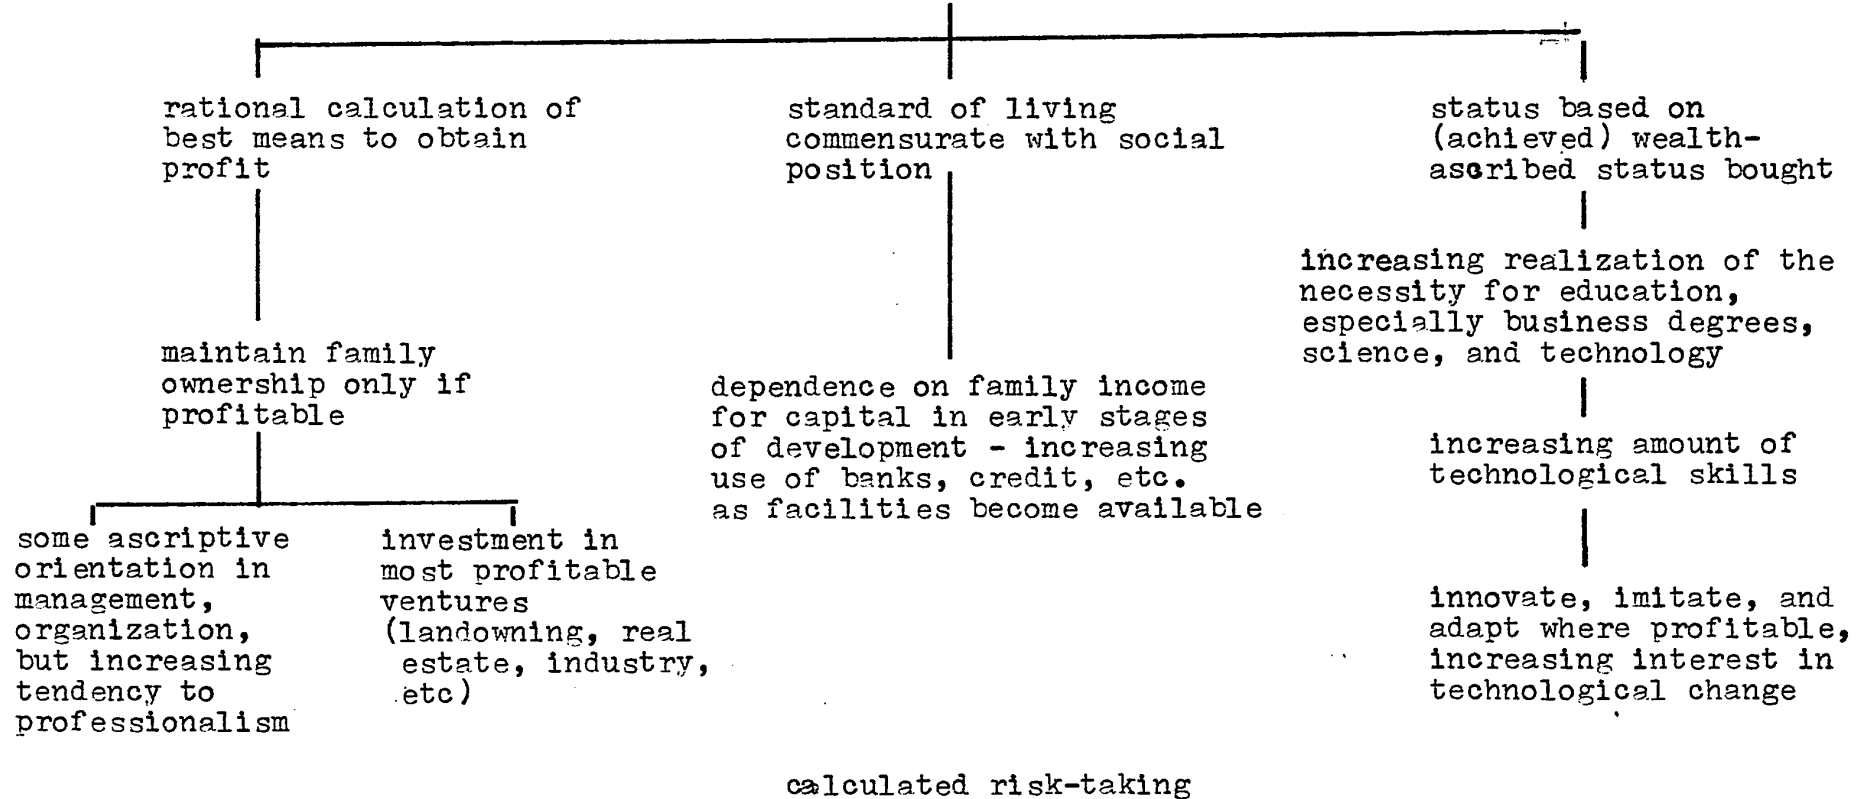 rational calculation of
best means to obtain
profit
maintain family
ownership only if
profitable
some ascriptive
orientation in
management,
organization,
but increasing
tendency to
professionalism
investment in
most profitable
ventures
(landowning, real
estate, industry,
etc)
standard of living
commensurate with social
position
dependence on family income
for capital in early stages
of development - increasing
use of banks, credit, etc.
as facilities become available
status based on
(achieved) wealth-
ascribed status bought
increasing realization of the
necessity for education,
especially business degrees,
science, and technology
increasing amount of
technological skills
innovate, imitate, and
adapt where profitable,
increasing interest in
technological change
calculated risk-taking